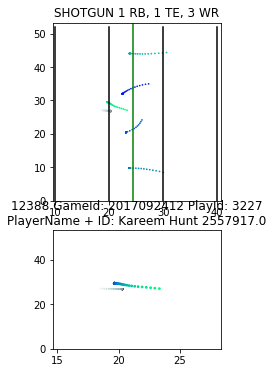 SHOTGUN 1 RB, 1 TE, 3 WR
50
40
30
20
10
0
10 20 30 40
12388 GameId: 2017092412 PlayId: 3227
PlayerName + ID: Kareem Hunt 2557917.0
40
20
0
15 20 25